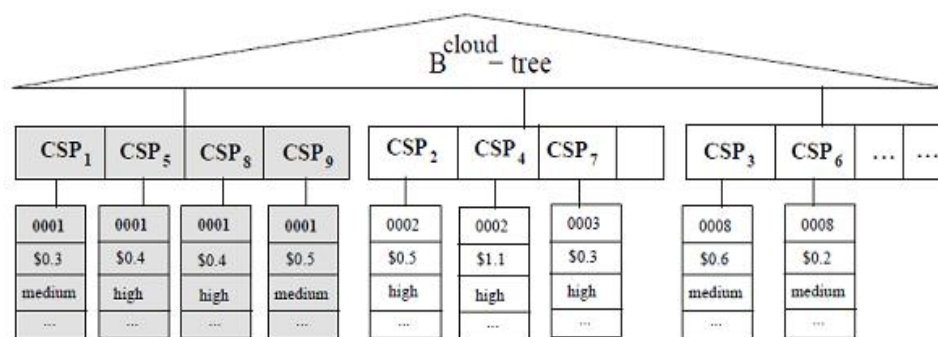 B^cloud – tree
CSP₁ CSP₅ CSP₈ CSP₉ CSP₂ CSP₄ CSP₇ CSP₃ CSP₆ ... ...
0001 0001 0001 0001 0002 0002 0003 0008 0008
$0.3 $0.4 $0.4 $0.5 $0.5 $1.1 $0.3 $0.6 $0.2
medium high high medium high high high medium medium
... ... ... ... ... ... ... ... ...